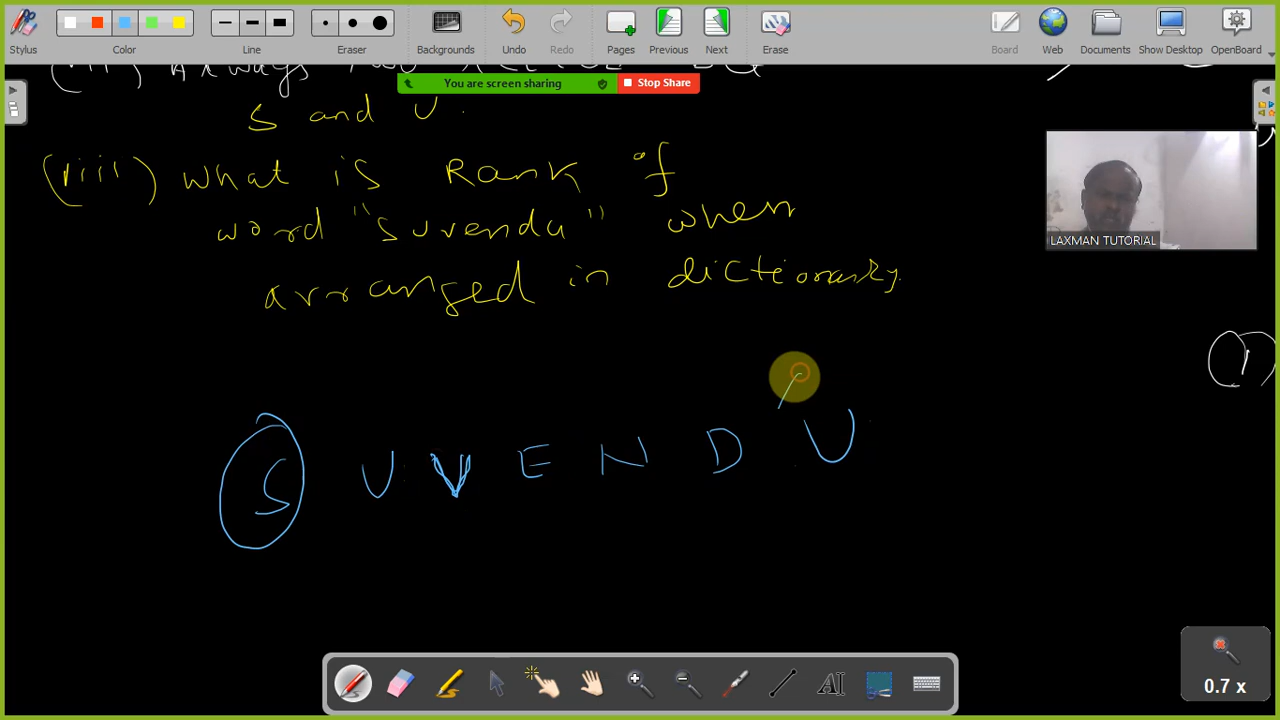 Stylus
Color
Line
Eraser
Backgrounds
Undo
Redo
Pages
Previous
Next
Erase
Board
Web
Documents
Show Desktop
OpenBoard
You are screen sharing
Stop Share
S and U.
(viii) What is Rank of
word "Suvendu" when
arranged in dictionary.
LAXMAN TUTORIAL
1
S U V E N D U
0.7 x